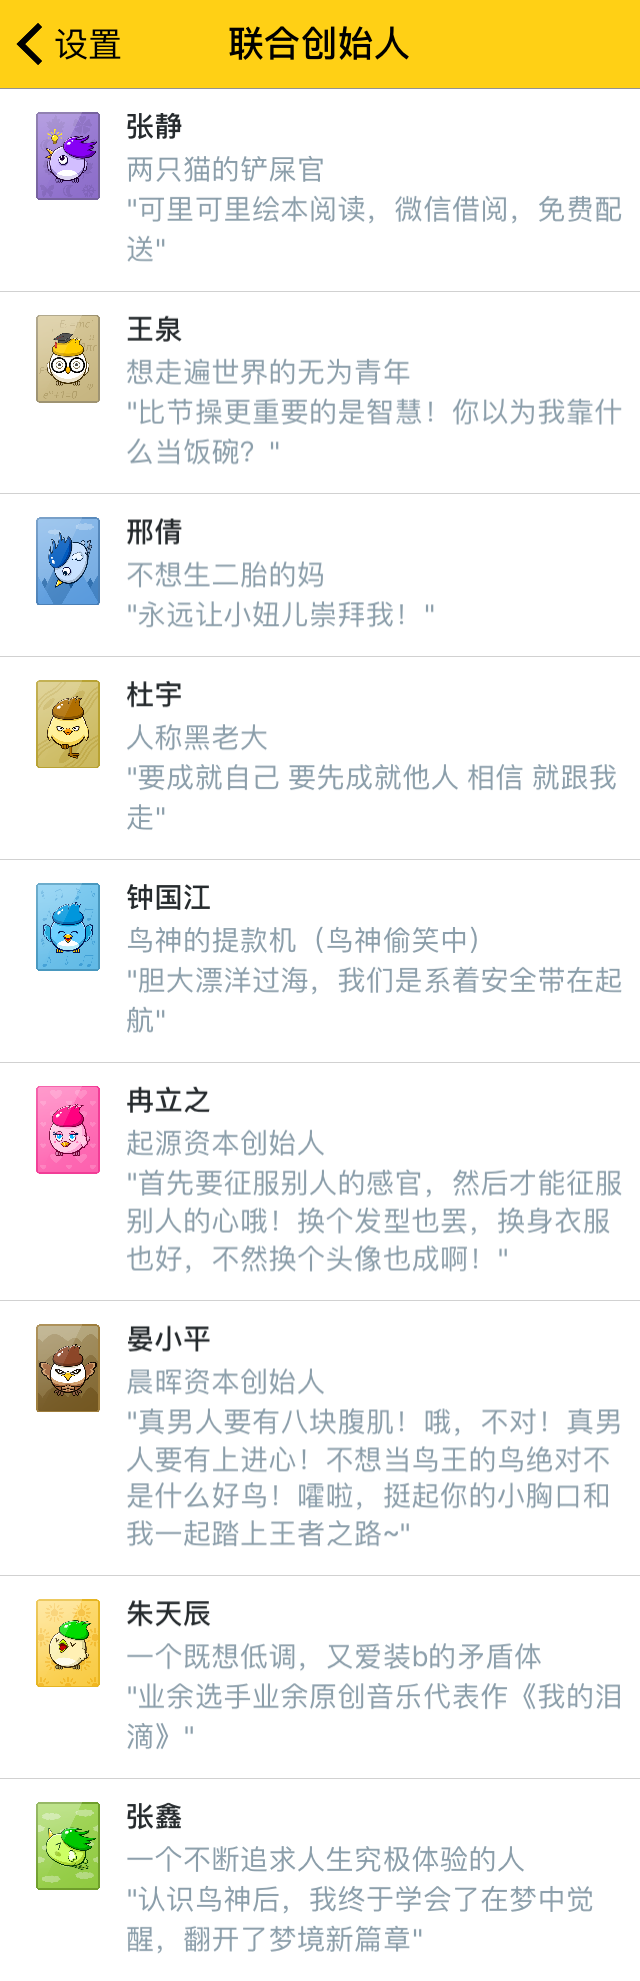 设置
联合创始人
张静
两只猫的铲屎官
"可里可里绘本阅读，微信借阅，免费配
送"
王泉
想走遍世界的无为青年
"比节操更重要的是智慧！你以为我靠什
么当饭碗？"
邢倩
不想生二胎的妈
"永远让小妞儿崇拜我！"
杜宇
人称黑老大
"要成就自己 要先成就他人 相信 就跟我
走"
钟国江
鸟神的提款机（鸟神偷笑中）
"胆大漂洋过海，我们是系着安全带在起
航"
冉立之
起源资本创始人
"首先要征服别人的感官，然后才能征服
别人的心哦！换个发型也罢，换身衣服
也好，不然换个头像也成啊！"
晏小平
晨晖资本创始人
"真男人要有八块腹肌！哦，不对！真男
人要有上进心！不想当鸟王的鸟绝对不
是什么好鸟！嚯啦，挺起你的小胸口和
我一起踏上王者之路~"
朱天辰
一个既想低调，又爱装b的矛盾体
"业余选手业余原创音乐代表作《我的泪
滴》"
张鑫
一个不断追求人生究极体验的人
"认识鸟神后，我终于学会了在梦中觉
醒，翻开了梦境新篇章"